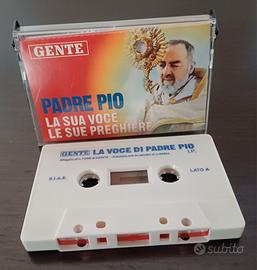 GENTE
PADRE PIO
LA SUA VOCE
LE SUE PREGHIERE
GENTE LA VOCE DI PADRE PIO
S.I.A.E.
LATO A
subito